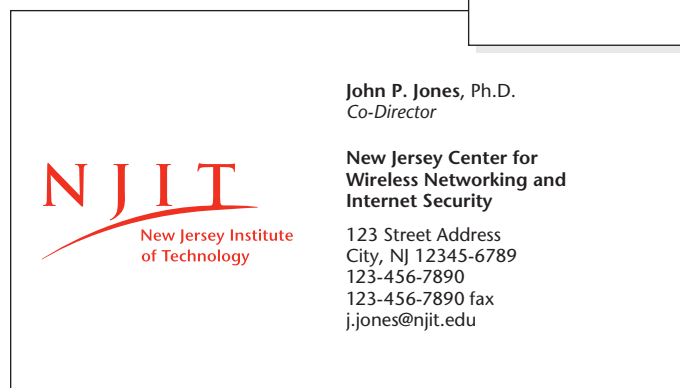 NJIT
New Jersey Institute
of Technology
John P. Jones, Ph.D.
Co-Director
New Jersey Center for
Wireless Networking and
Internet Security
123 Street Address
City, NJ 12345-6789
123-456-7890
123-456-7890 fax
j.jones@njit.edu